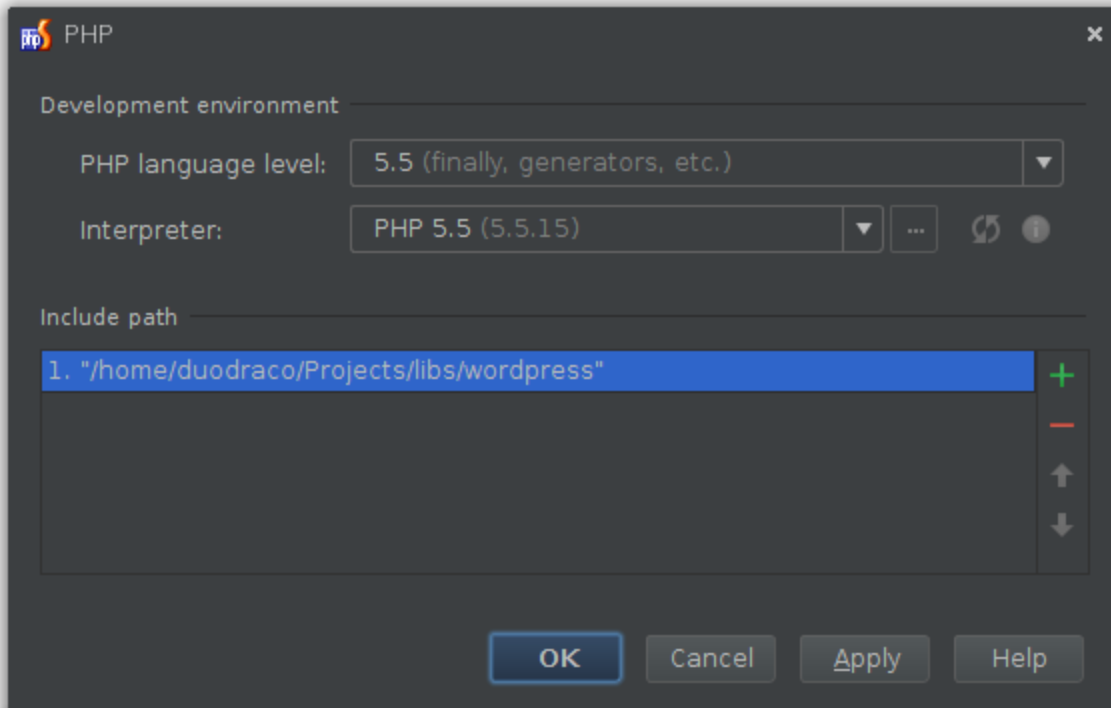 php PHP
Development environment
PHP language level: 5.5 (finally, generators, etc.)
Interpreter: PHP 5.5 (5.5.15) ...
Include path
1. "/home/duodraco/Projects/libs/wordpress"
OK Cancel Apply Help